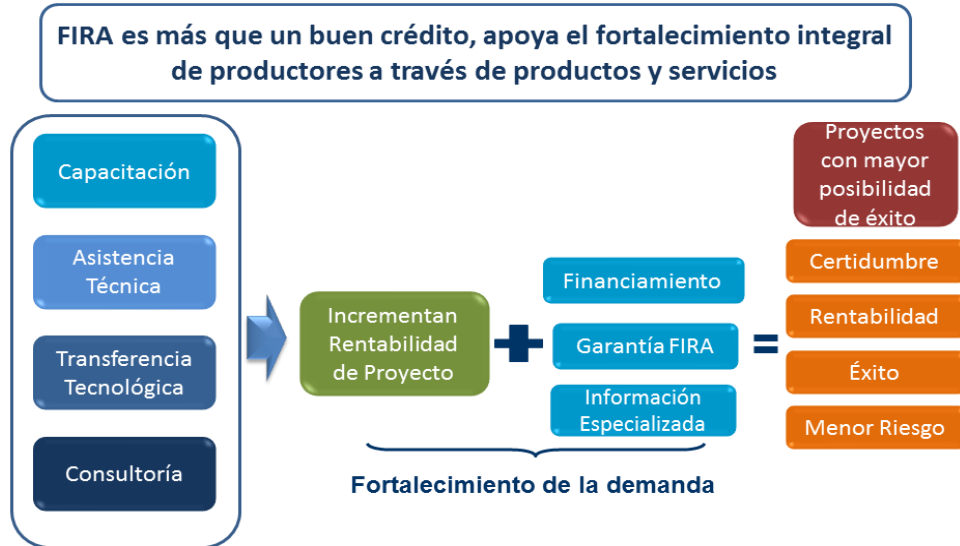 FIRA es más que un buen crédito, apoya el fortalecimiento integral
de productores a través de productos y servicios
Capacitación
Asistencia
Técnica
Transferencia
Tecnológica
Consultoría
Incrementan
Rentabilidad
de Proyecto
Financiamiento
Garantía FIRA
Información
Especializada
Fortalecimiento de la demanda
Proyectos
con mayor
posibilidad
de éxito
Certidumbre
Rentabilidad
Éxito
Menor Riesgo